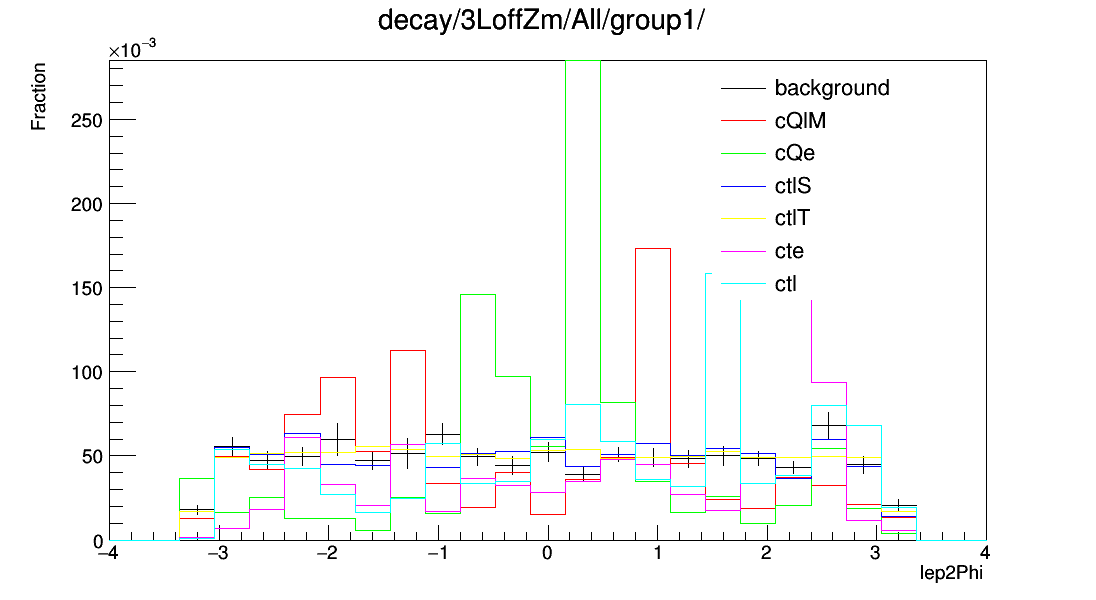 decay/3LoffZm/All/group1/
×10⁻³
Fraction
250
200
150
100
50
0
background
cQlM
cQe
ctlS
ctlT
cte
ctl
−4 −3 −2 −1 0 1 2 3 4
lep2Phi